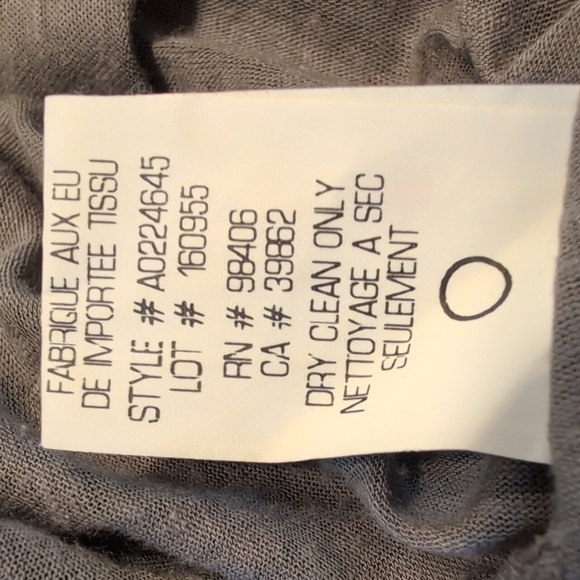 FABRIQUE AUX EU
DE IMPORTEE TISSU
STYLE # A0224645
LOT # 160955
RN # 98406
CA # 39862
DRY CLEAN ONLY
NETTOYAGE A SEC
SEULEMENT